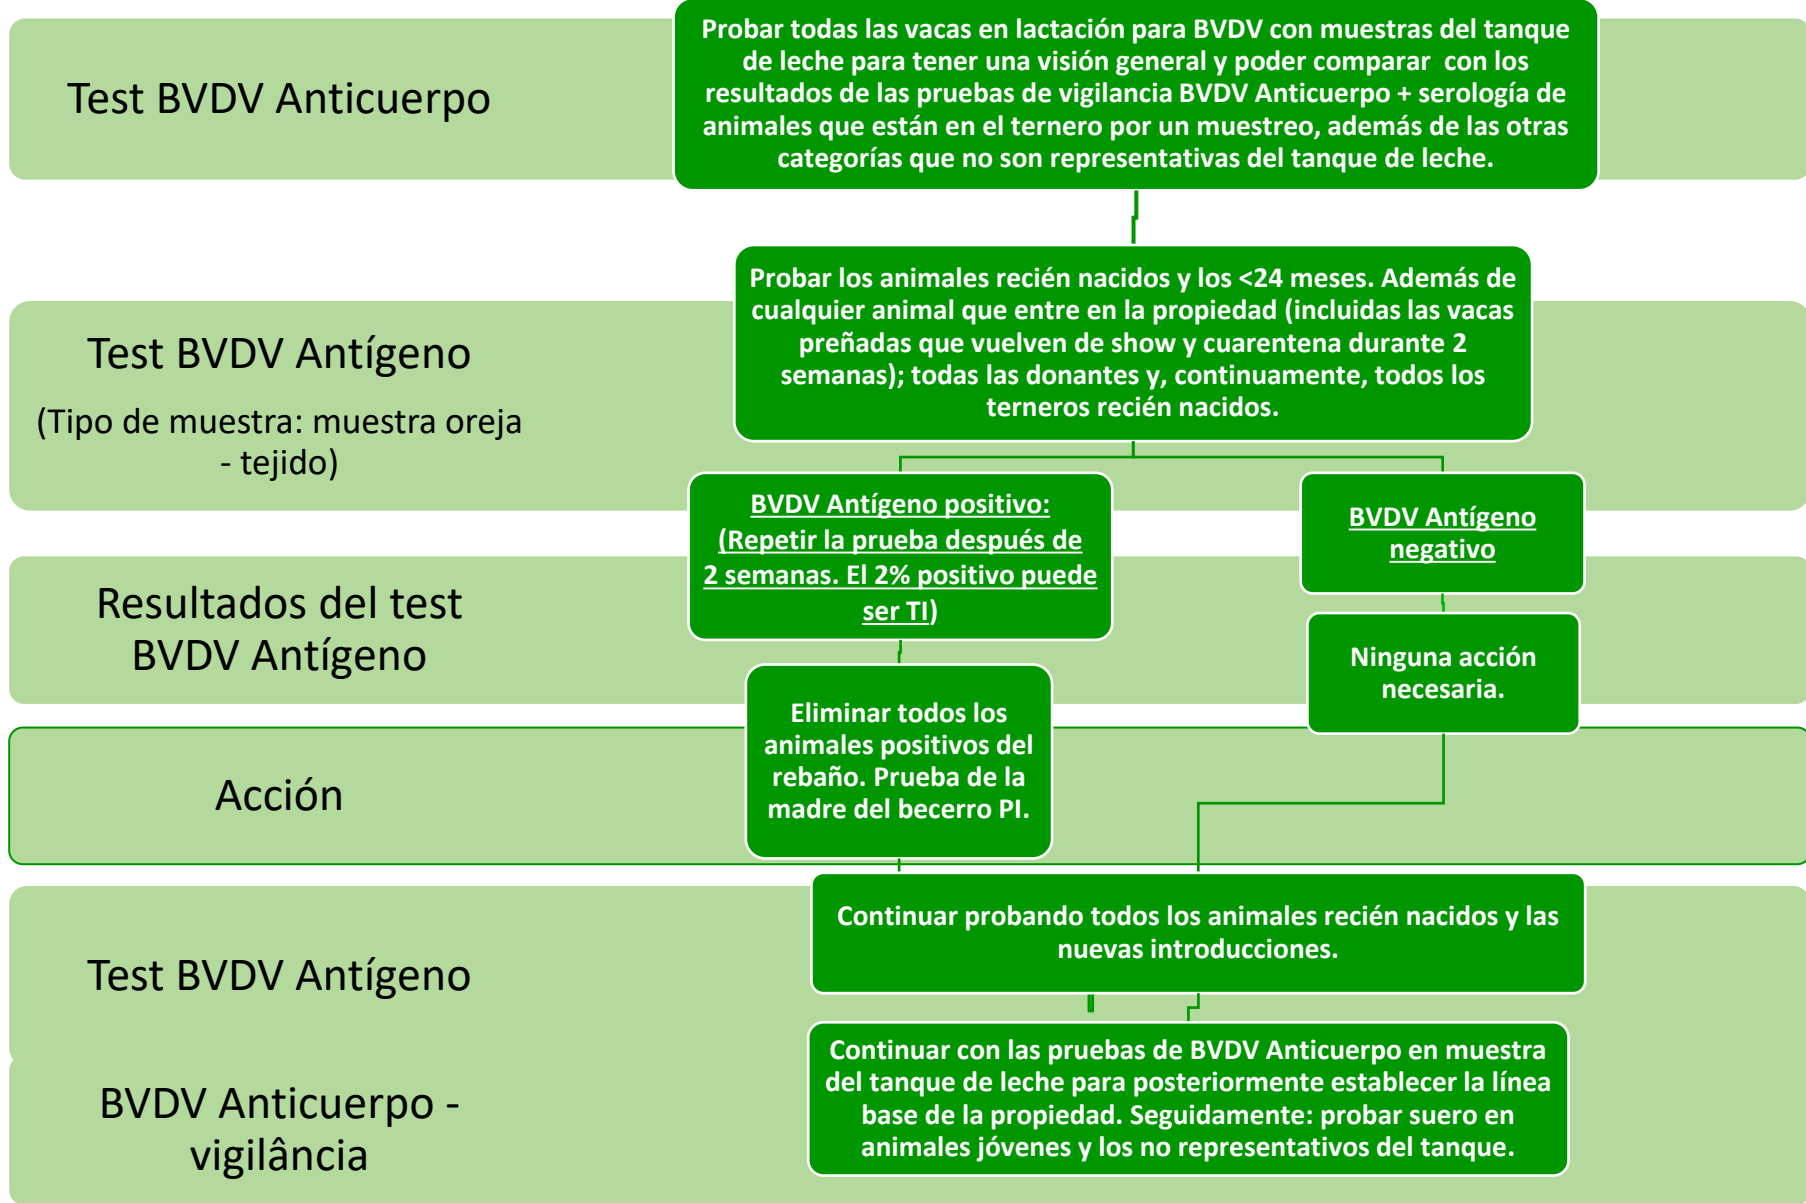 Test BVDV Anticuerpo
Probar todas las vacas en lactación para BVDV con muestras del tanque
de leche para tener una visión general y poder comparar con los
resultados de las pruebas de vigilancia BVDV Anticuerpo + serología de
animales que están en el ternero por un muestreo, además de las otras
categorías que no son representativas del tanque de leche.
Test BVDV Antígeno
(Tipo de muestra: muestra oreja
- tejido)
Probar los animales recién nacidos y los <24 meses. Además de
cualquier animal que entre en la propiedad (incluidas las vacas
preñadas que vuelven de show y cuarentena durante 2
semanas); todas las donantes y, continuamente, todos los
terneros recién nacidos.
Resultados del test
BVDV Antígeno
BVDV Antígeno positivo:
(Repetir la prueba después de
2 semanas. El 2% positivo puede
ser TI)
BVDV Antígeno
negativo
Ninguna acción
necesaria.
Acción
Eliminar todos los
animales positivos del
rebaño. Prueba de la
madre del becerro PI.
Test BVDV Antígeno
Continuar probando todos los animales recién nacidos y las
nuevas introducciones.
BVDV Anticuerpo -
vigilância
Continuar con las pruebas de BVDV Anticuerpo en muestra
del tanque de leche para posteriormente establecer la línea
base de la propiedad. Seguidamente: probar suero en
animales jóvenes y los no representativos del tanque.